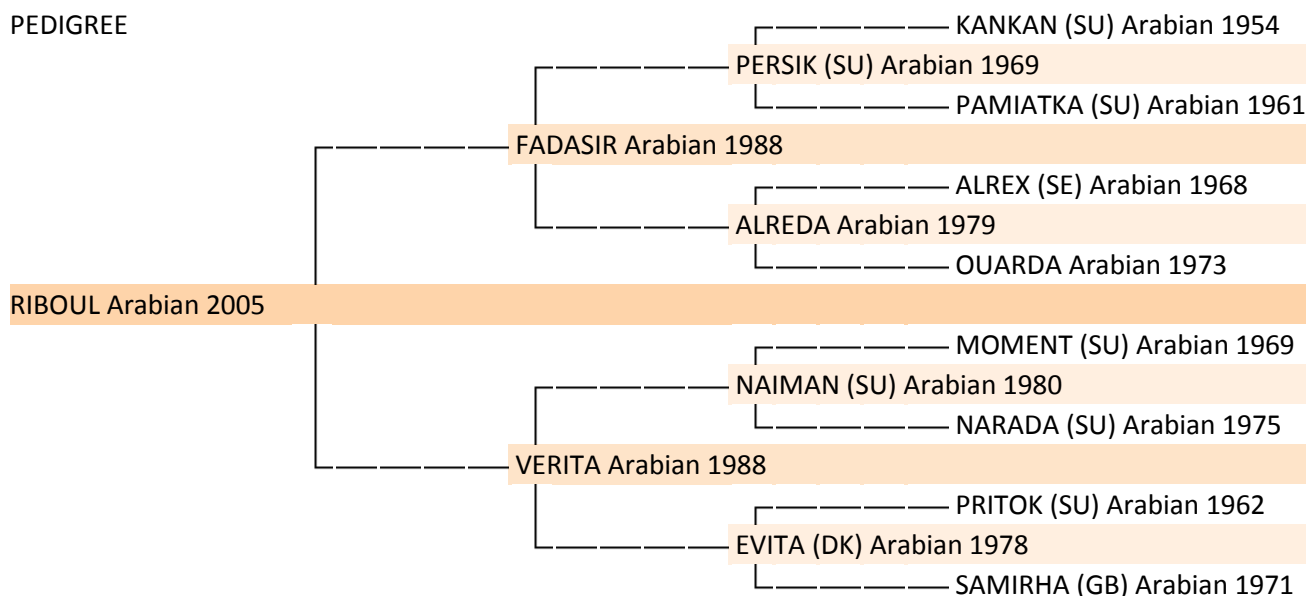 PEDIGREE
KANKAN (SU) Arabian 1954
PERSIK (SU) Arabian 1969
PAMIATKA (SU) Arabian 1961
FADASIR Arabian 1988
ALREX (SE) Arabian 1968
ALREDA Arabian 1979
OUARDA Arabian 1973
RIBOUL Arabian 2005
MOMENT (SU) Arabian 1969
NAIMAN (SU) Arabian 1980
NARADA (SU) Arabian 1975
VERITA Arabian 1988
PRITOK (SU) Arabian 1962
EVITA (DK) Arabian 1978
SAMIRHA (GB) Arabian 1971